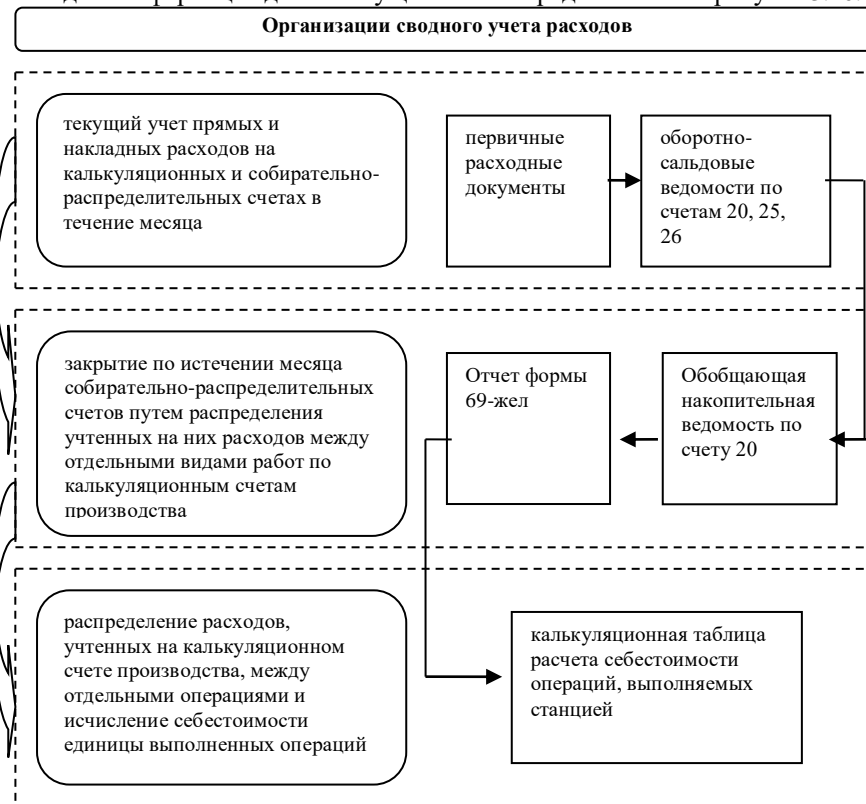 Организации сводного учета расходов
текущий учет прямых и
накладных расходов на
калькуляционных и собирательно-
распределительных счетах в
течение месяца
первичные
расходные
документы
оборотно-
сальдовые
ведомости по
счетам 20, 25,
26
закрытие по истечении месяца
собирательно-распределительных
счетов путем распределения
учтенных на них расходов между
отдельными видами работ по
калькуляционным счетам
производства
Отчет формы
69-жел
Обобщающая
накопительная
ведомость по
счету 20
распределение расходов,
учтенных на калькуляционном
счете производства, между
отдельными операциями и
исчисление себестоимости
единицы выполненных операций
калькуляционная таблица
расчета себестоимости
операций, выполняемых
станцией